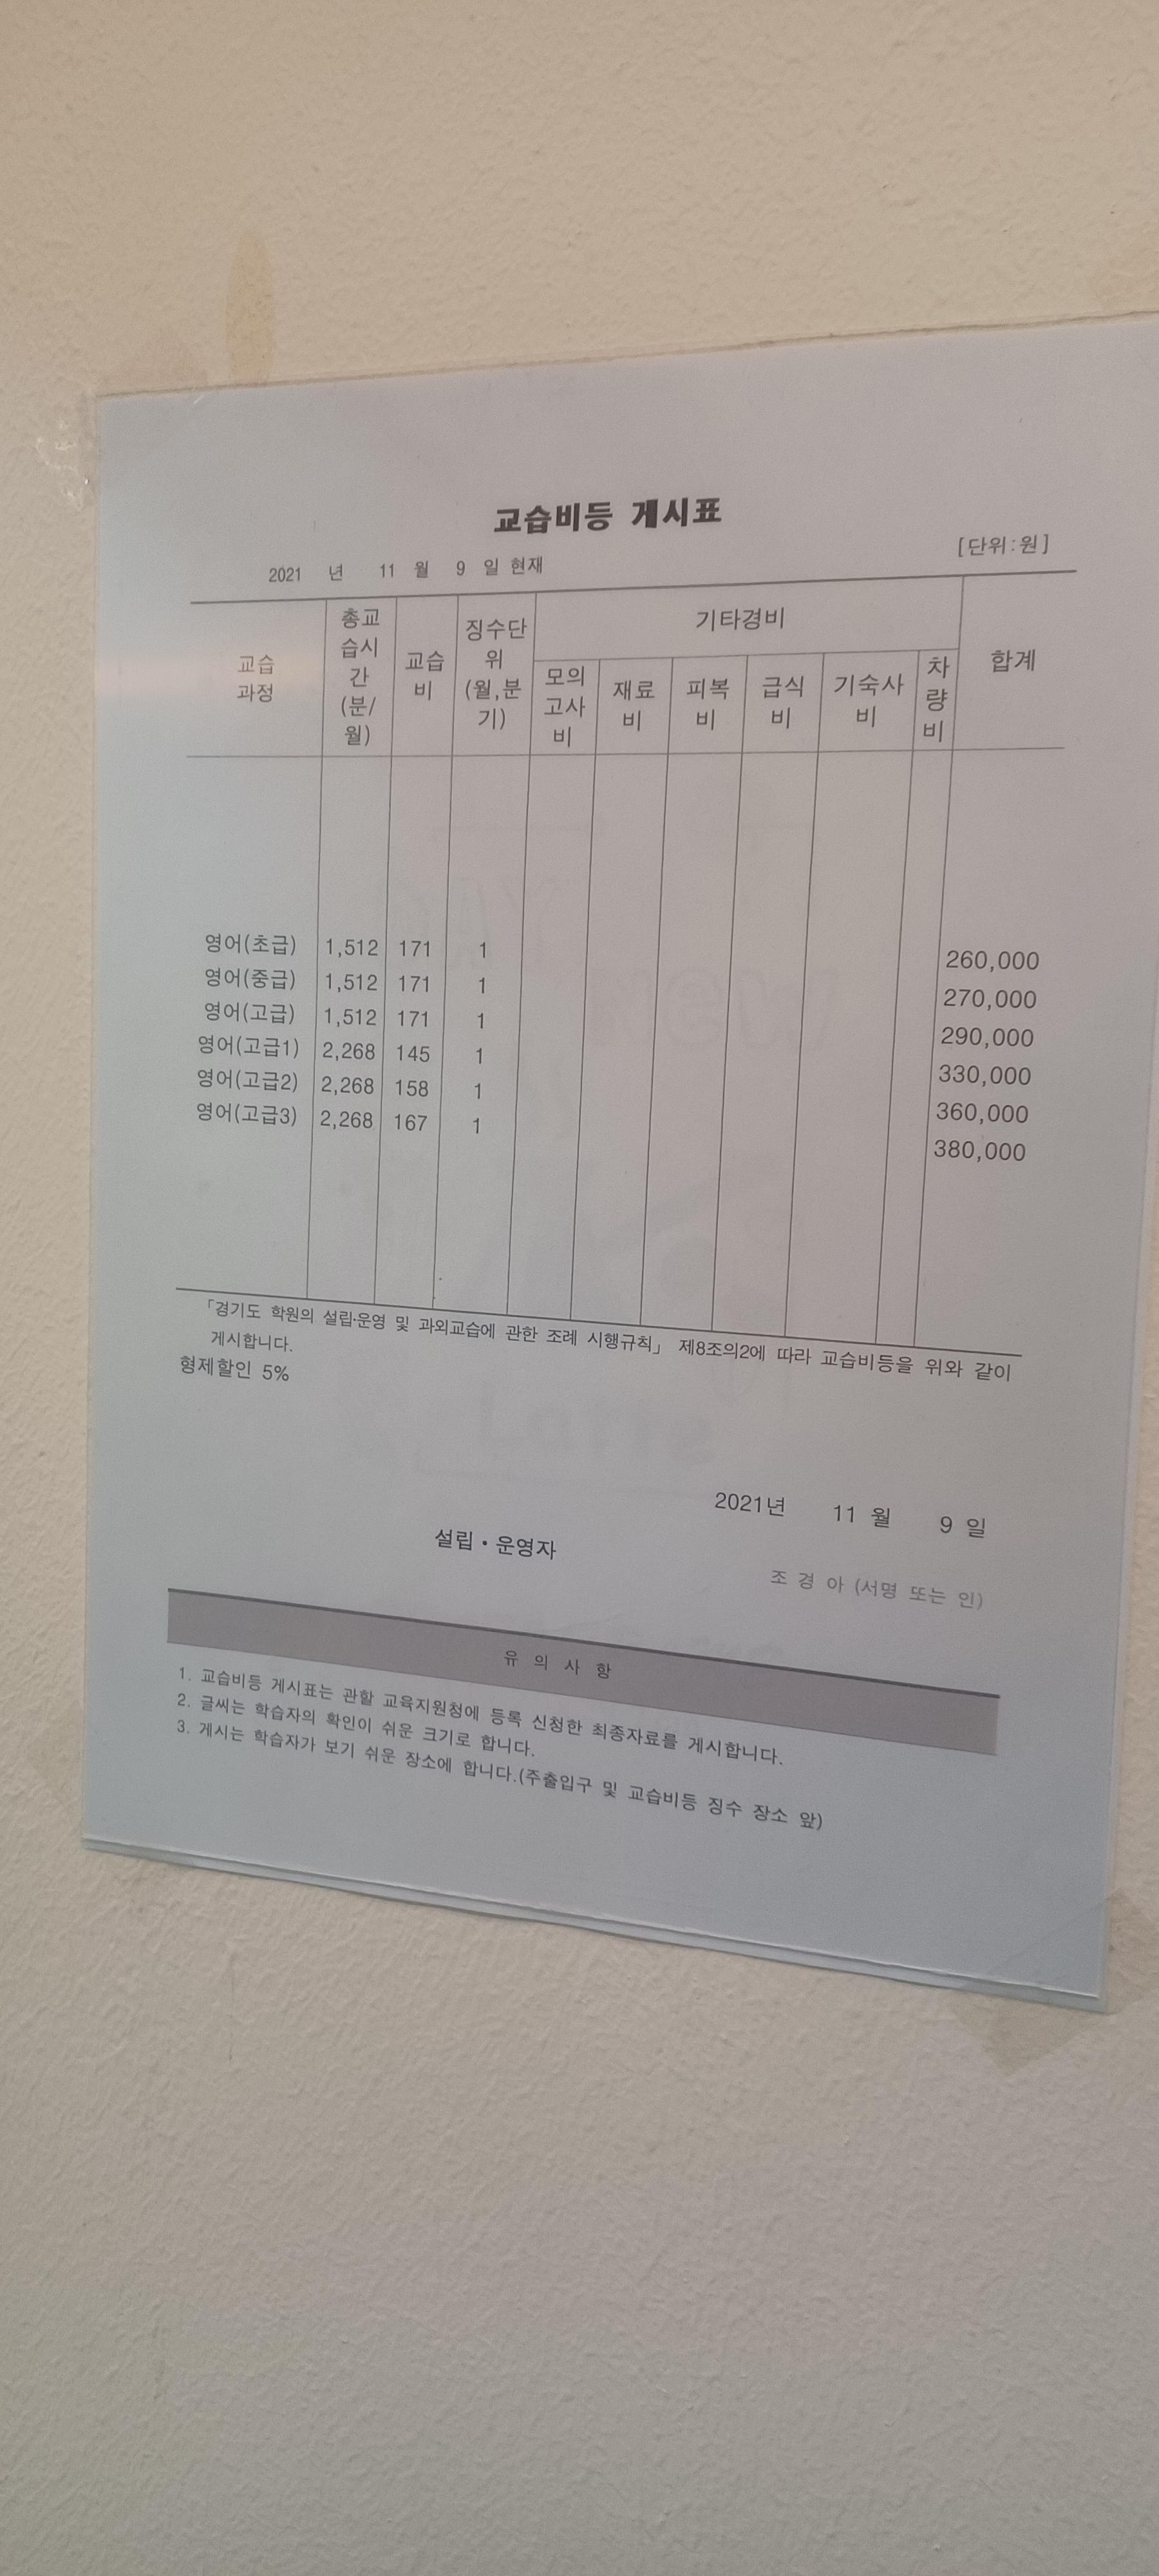 교습비등 게시표
2021 년 11 월 9 일 현재
[단위:원]
교습
과정
총교
습시
간
(분/
월)
교습
비
징수단
위
(월,분
기)
기타경비
모의
고사
비
재료
비
피복
비
급식
비
기숙사
비
차
량
비
합계
영어(초급) 1,512 171 1 260,000
영어(중급) 1,512 171 1 270,000
영어(고급) 1,512 171 1 290,000
영어(고급1) 2,268 145 1 330,000
영어(고급2) 2,268 158 1 360,000
영어(고급3) 2,268 167 1 380,000
「경기도 학원의 설립·운영 및 과외교습에 관한 조례 시행규칙」 제8조의2에 따라 교습비등을 위와 같이
게시합니다.
형제할인 5%
2021년 11 월 9 일
설립・운영자
조 경 아 (서명 또는 인)
유 의 사 항
1. 교습비등 게시표는 관할 교육지원청에 등록 신청한 최종자료를 게시합니다.
2. 글씨는 학습자의 확인이 쉬운 크기로 합니다.
3. 게시는 학습자가 보기 쉬운 장소에 합니다.(주출입구 및 교습비등 징수 장소 앞)